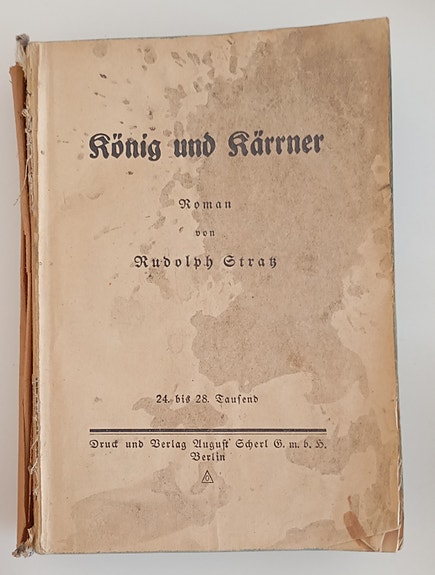 König und Kärrner
Roman
von
Rudolph Stratz
24. bis 28. Tausend
Druck und Verlag August Scherl G. m. b. H.
Berlin